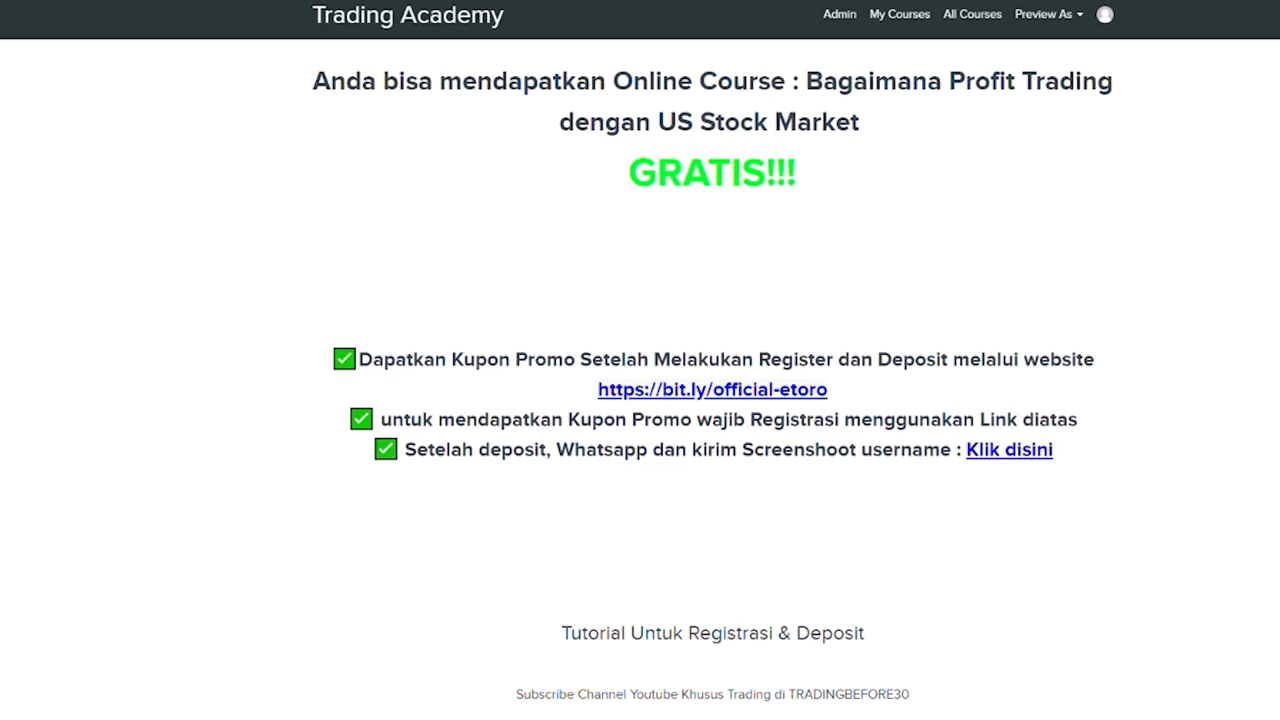 Trading Academy
Admin My Courses All Courses Preview As
Anda bisa mendapatkan Online Course : Bagaimana Profit Trading
dengan US Stock Market
GRATIS!!!
Dapatkan Kupon Promo Setelah Melakukan Register dan Deposit melalui website
https://bit.ly/official-etoro
untuk mendapatkan Kupon Promo wajib Registrasi menggunakan Link diatas
Setelah deposit, Whatsapp dan kirim Screenshoot username : Klik disini
Tutorial Untuk Registrasi & Deposit
Subscribe Channel Youtube Khusus Trading di TRADINGBEFORE30